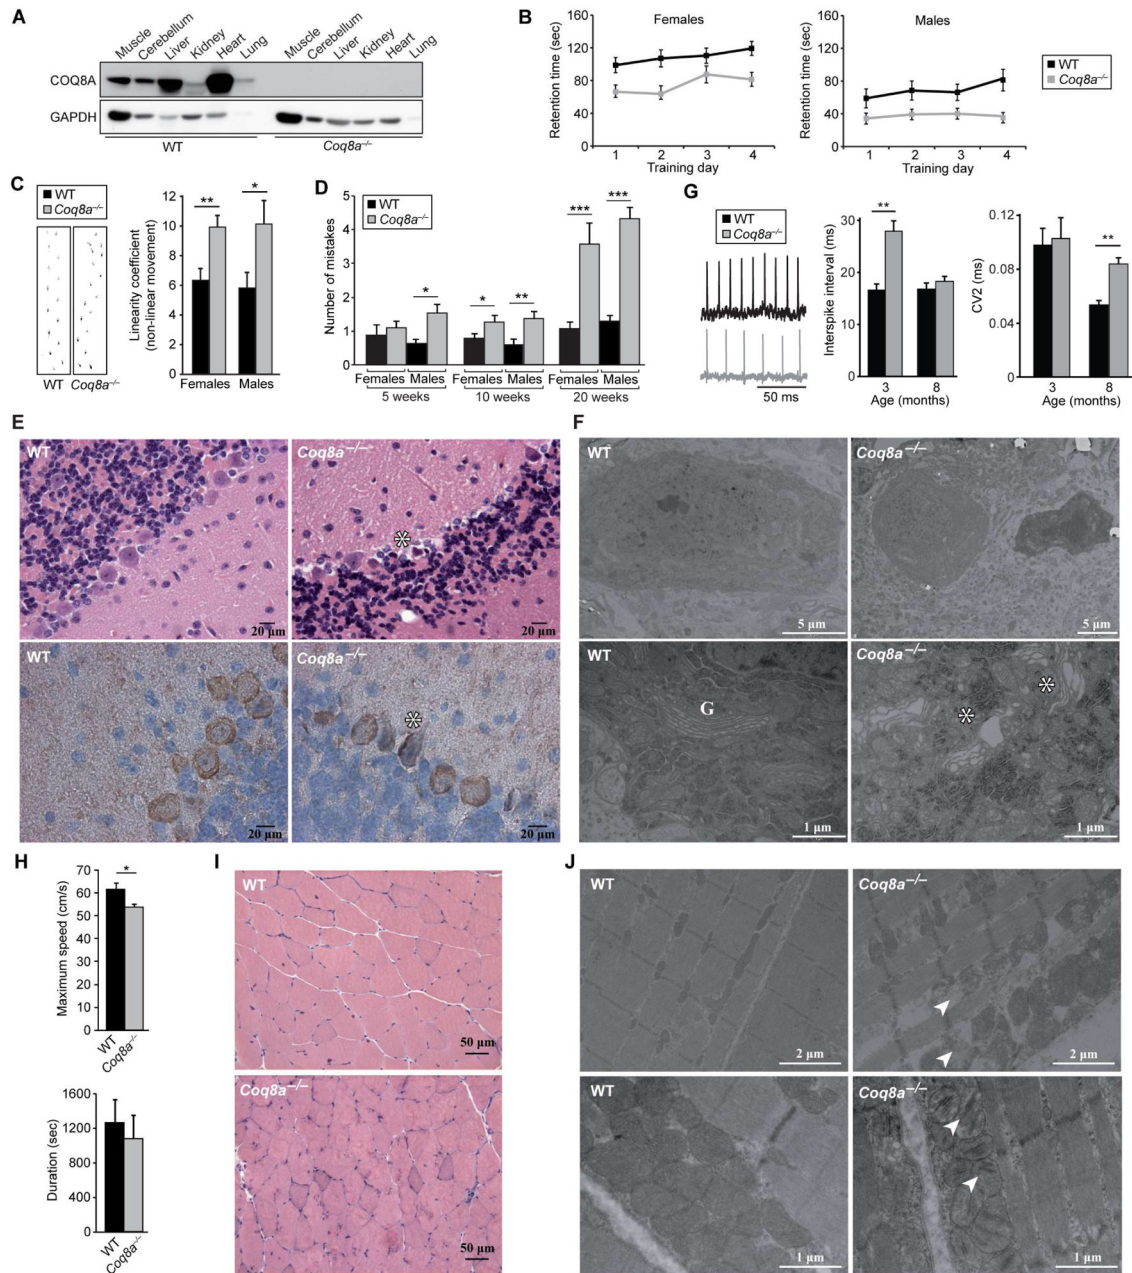 A
Muscle
Cerebellum
Liver
Kidney
Heart
Lung
Muscle
Cerebellum
Liver
Kidney
Heart
Lung
COQ8A
GAPDH
WT
Coq8a⁻/⁻
B
Females
Males
Retention time (sec)
160
120
80
40
0
1 2 3 4
Training day
Retention time (sec)
160
120
80
40
0
1 2 3 4
Training day
WT
Coq8a⁻/⁻
C
WT
Coq8a⁻/⁻
WT Coq8a⁻/⁻
Linearity coefficient
(non-linear movement)
12
10
8
6
4
2
0
** *
Females Males
D
WT
Coq8a⁻/⁻
Number of mistakes
5
4
3
2
1
0
* * ** *** ***
Females Males Females Males Females Males
5 weeks 10 weeks 20 weeks
G
WT
Coq8a⁻/⁻
50 ms
Interspike interval (ms)
30
20
10
0
**
3 8
Age (months)
CV2 (ms)
0.12
0.08
0.04
0
**
3 8
Age (months)
E
WT
20 µm
Coq8a⁻/⁻
*
20 µm
WT
20 µm
Coq8a⁻/⁻
*
20 µm
F
WT
5 µm
Coq8a⁻/⁻
5 µm
WT
G
1 µm
Coq8a⁻/⁻
* *
1 µm
H
Maximum speed (cm/s)
70
60
50
40
30
20
10
0
*
WT
Coq8a⁻/⁻
Duration (sec)
1600
1200
800
400
0
WT
Coq8a⁻/⁻
I
WT
50 µm
Coq8a⁻/⁻
50 µm
J
WT
2 µm
Coq8a⁻/⁻
2 µm
WT
1 µm
Coq8a⁻/⁻
1 µm